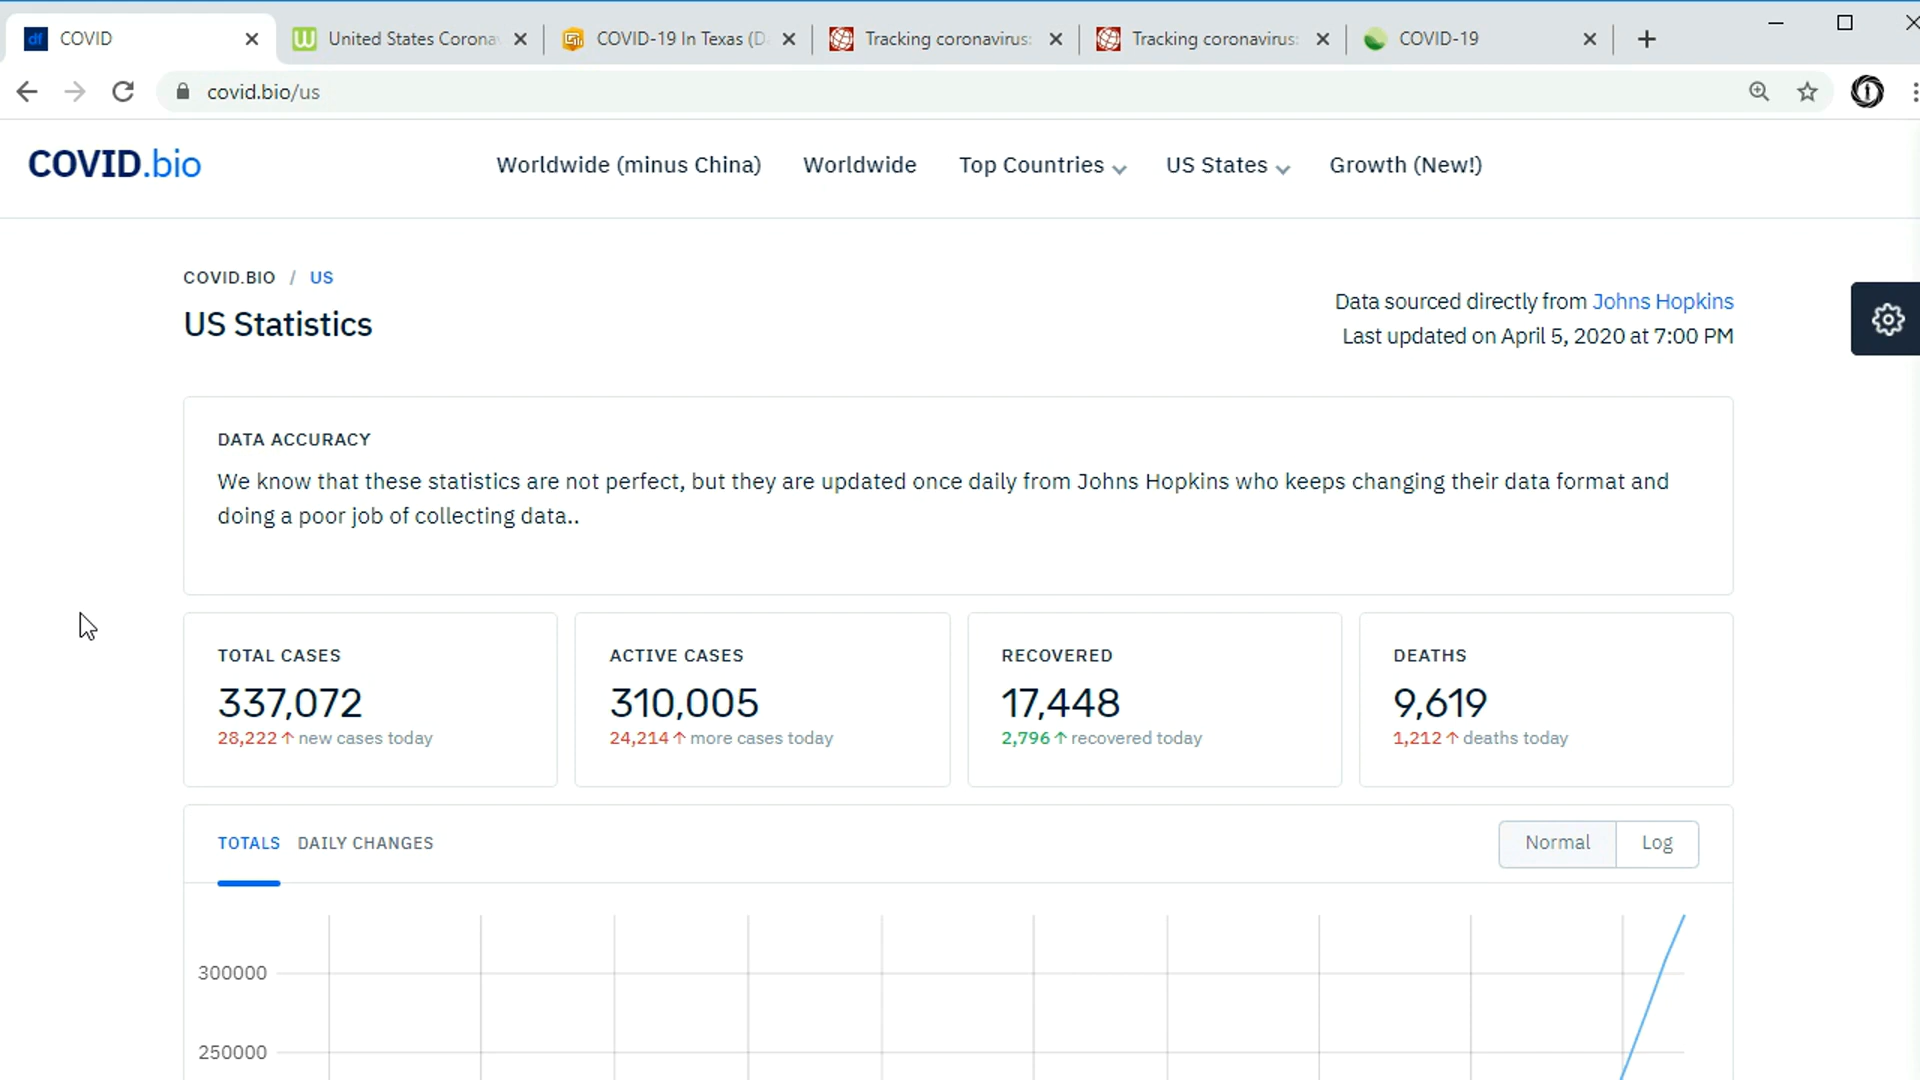 df COVID
United States Corona
COVID-19 In Texas (D
Tracking coronavirus:
Tracking coronavirus:
COVID-19
covid.bio/us
COVID.bio
Worldwide (minus China)
Worldwide
Top Countries
US States
Growth (New!)
COVID.BIO / US
US Statistics
Data sourced directly from Johns Hopkins
Last updated on April 5, 2020 at 7:00 PM
DATA ACCURACY
We know that these statistics are not perfect, but they are updated once daily from Johns Hopkins who keeps changing their data format and
doing a poor job of collecting data..
TOTAL CASES
337,072
28,222 ↑ new cases today
ACTIVE CASES
310,005
24,214 ↑ more cases today
RECOVERED
17,448
2,796 ↑ recovered today
DEATHS
9,619
1,212 ↑ deaths today
TOTALS
DAILY CHANGES
Normal
Log
300000
250000